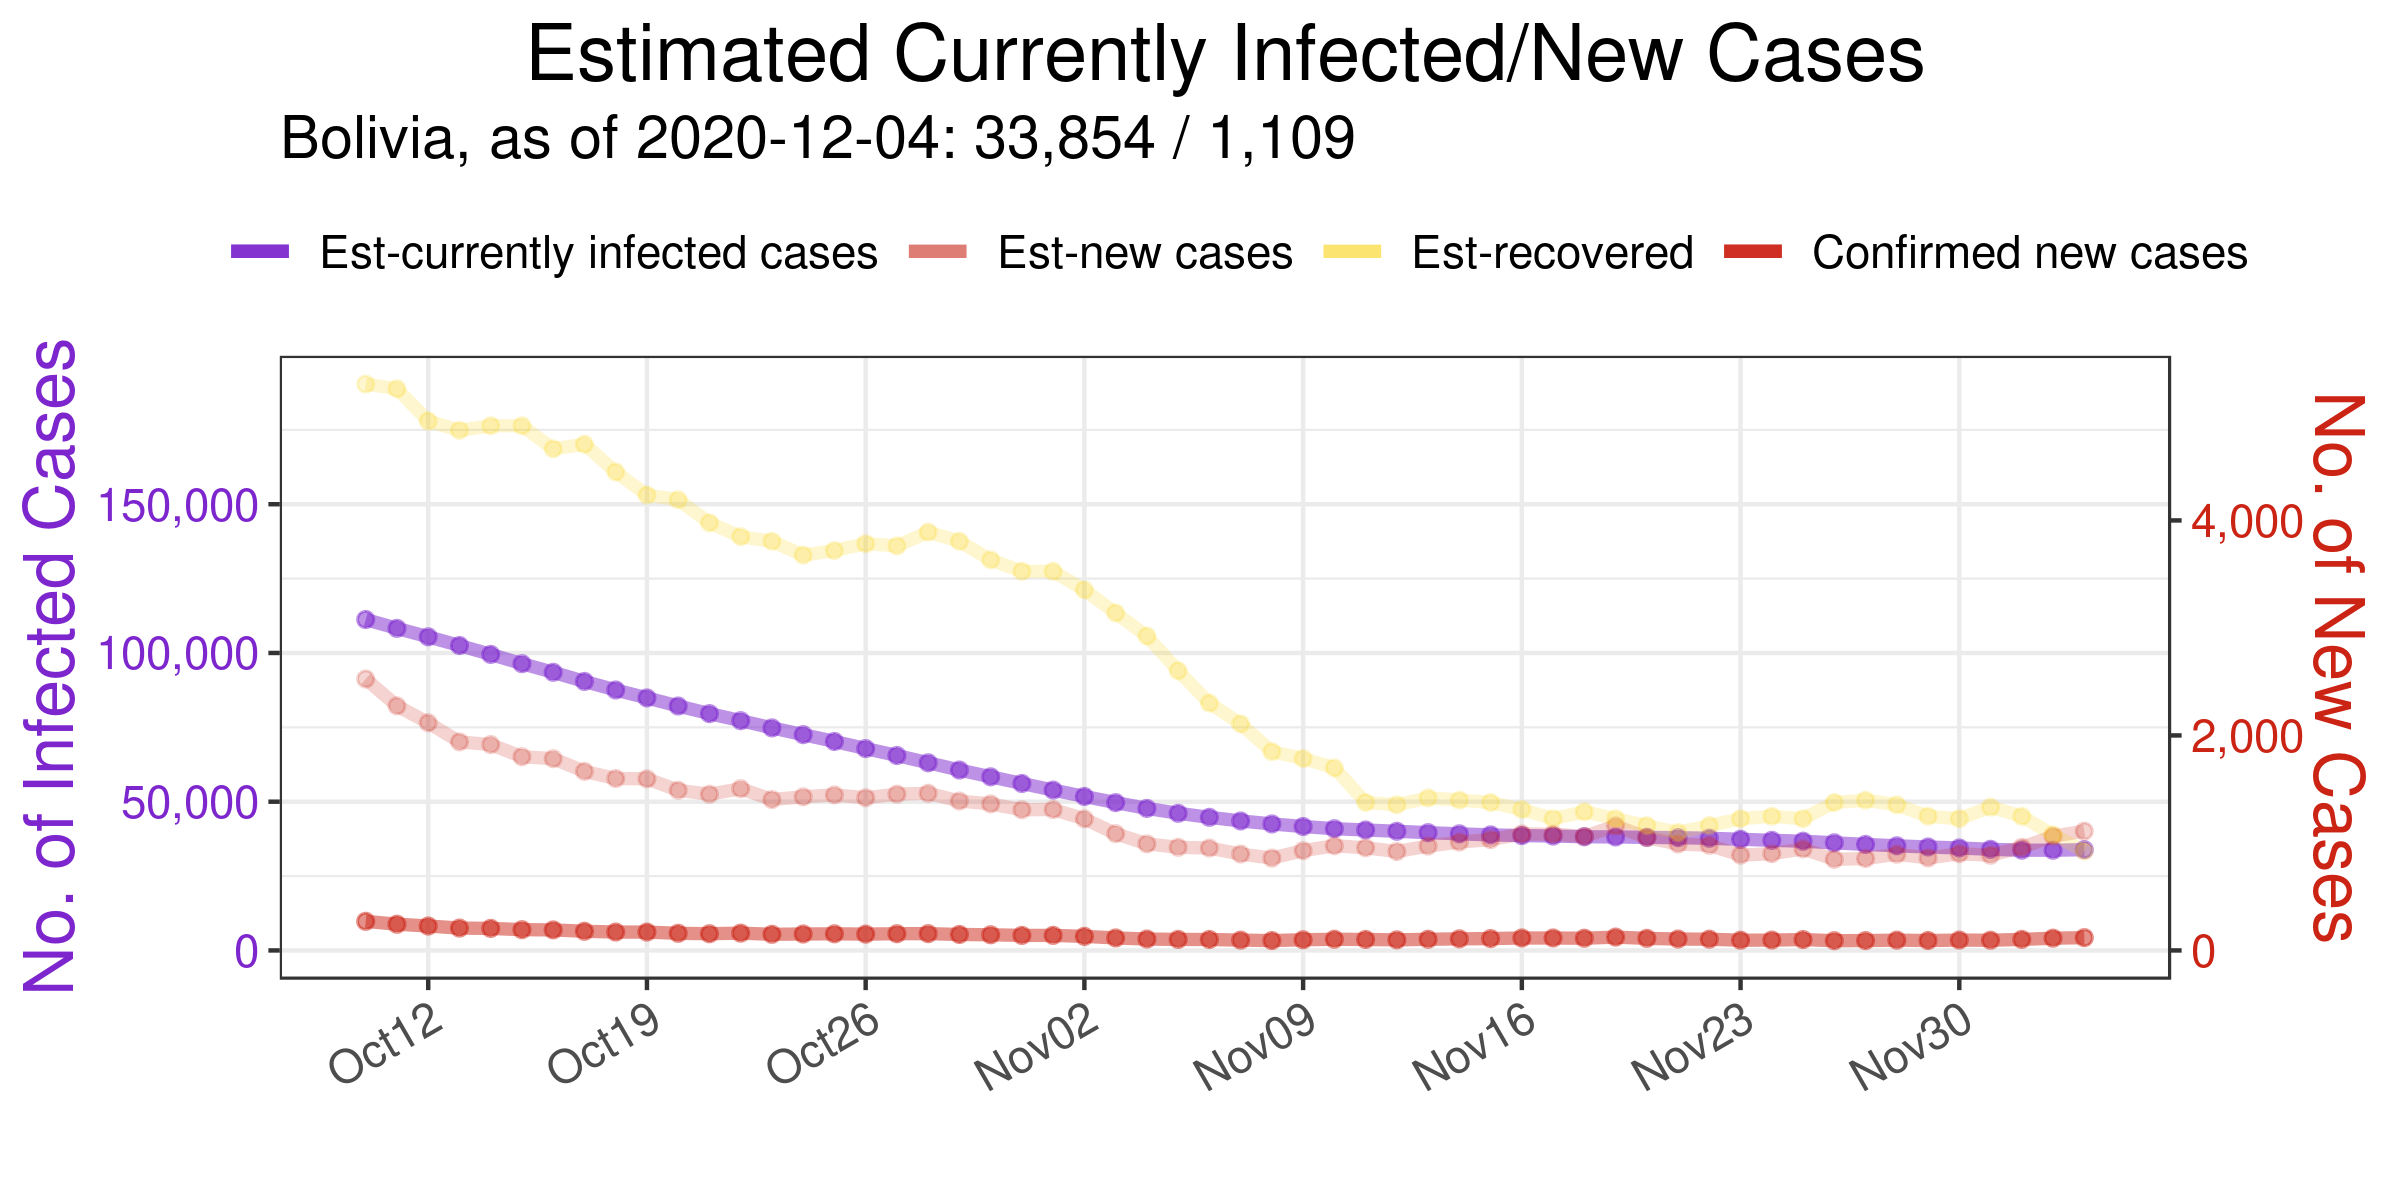 Estimated Currently Infected/New Cases
Bolivia, as of 2020-12-04: 33,854 / 1,109
Est-currently infected cases Est-new cases Est-recovered Confirmed new cases
No. of Infected Cases
150,000
100,000
50,000
0
4,000
2,000
0
No. of New Cases
Oct12 Oct19 Oct26 Nov02 Nov09 Nov16 Nov23 Nov30